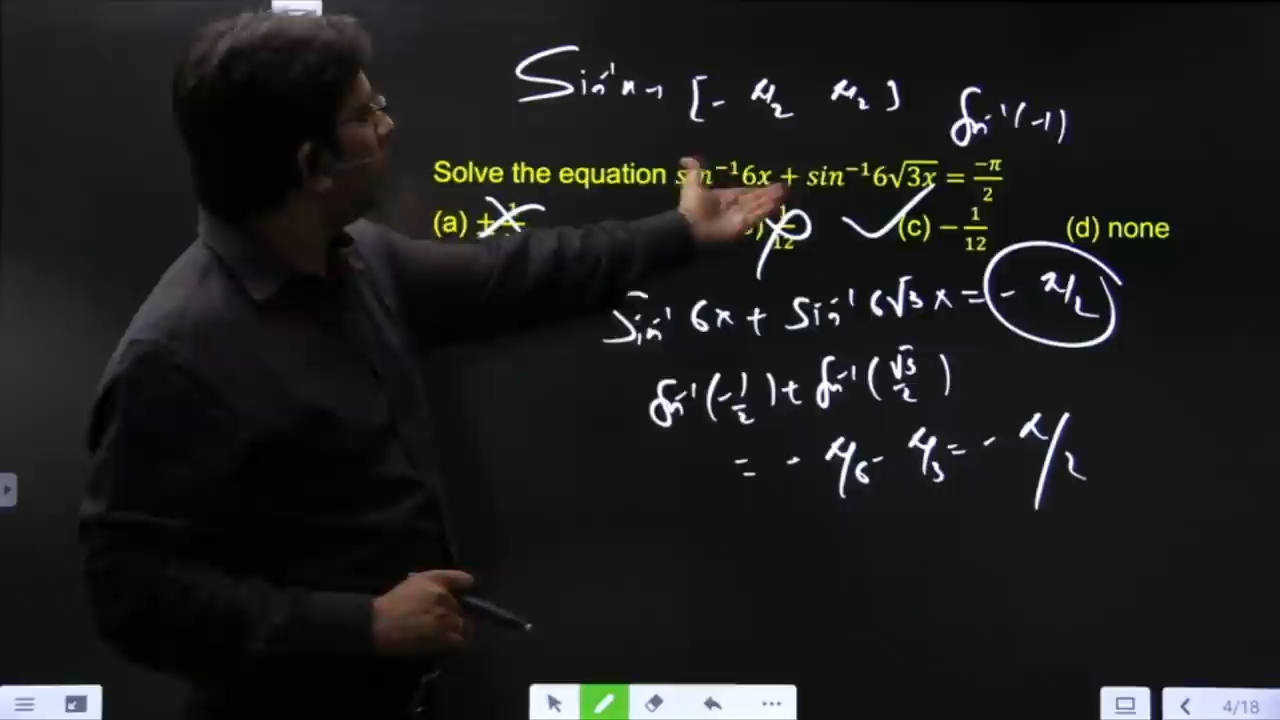 Sin⁻¹x → [- π/2 π/2] Sin⁻¹(-1)
Solve the equation sin⁻¹6x + sin⁻¹6√3x = -π/2
(a) ± (c) - 1/12 (d) none
Sin⁻¹ 6x + Sin⁻¹ 6√3 x = - π/2
Sin⁻¹(-1/2) + Sin⁻¹(√3/2)
= - π/6 - π/3 = - π/2
4/18